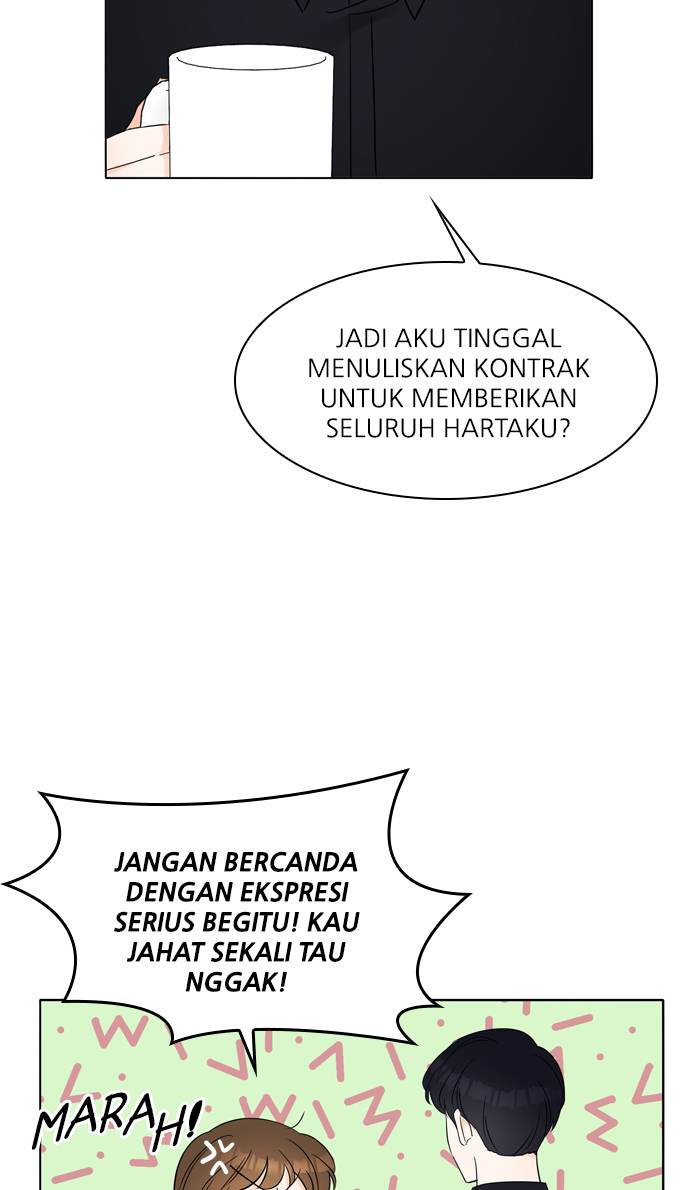 JADI AKU TINGGAL
MENULISKAN KONTRAK
UNTUK MEMBERIKAN
SELURUH HARTAKU?
JANGAN BERCANDA
DENGAN EKSPRESI
SERIUS BEGITU! KAU
JAHAT SEKALI TAU
NGGAK!
MARAH!